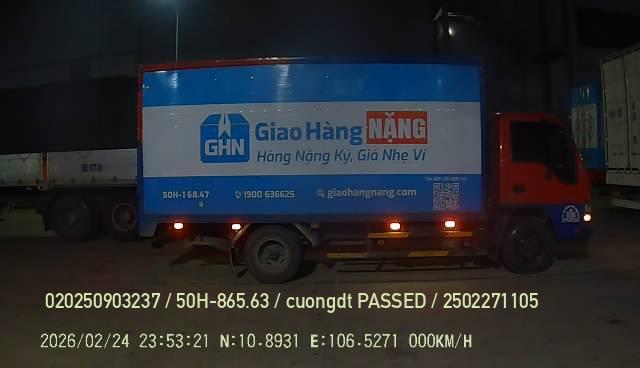 GHN
Giao Hàng NẶNG
Hàng Nặng Ký, Giá Nhẹ Ví
50H-168.47
1900 636625
giaohangnang.com
020250903237 / 50H-865.63 / cuongdt PASSED / 2502271105
2026/02/24 23:53:21 N:10.8931 E:106.5271 000KM/H